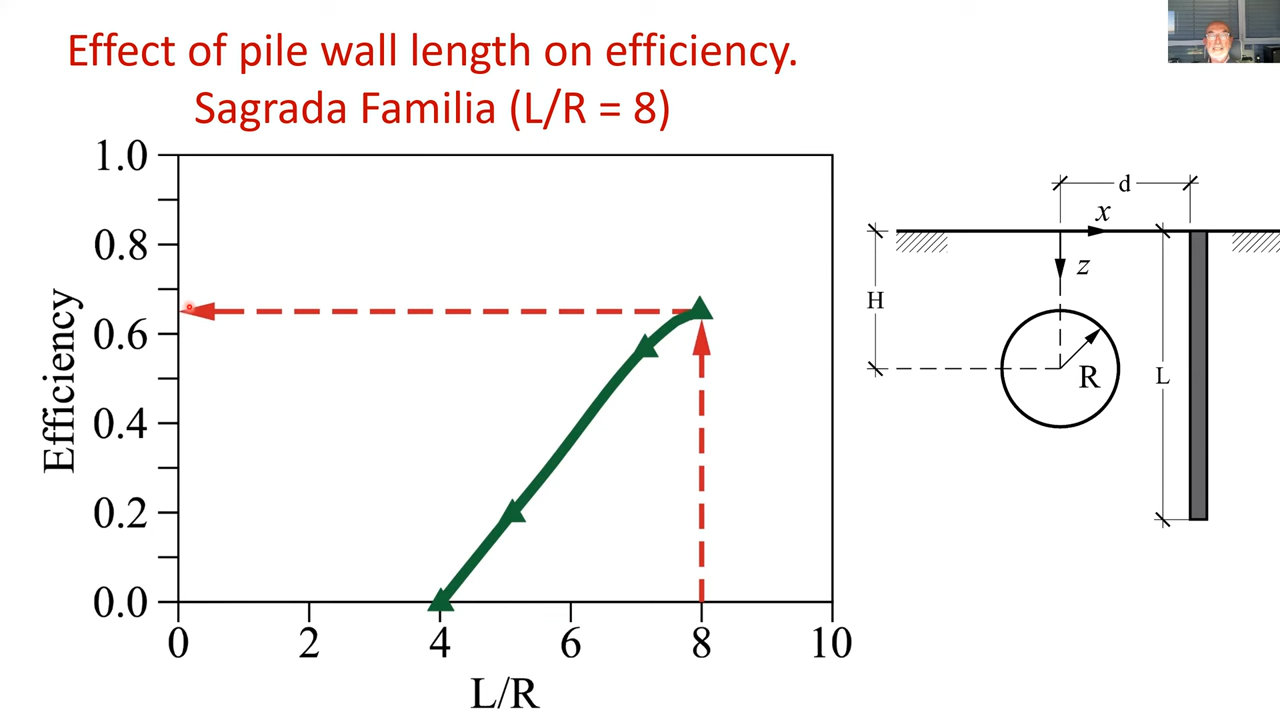 Effect of pile wall length on efficiency.
Sagrada Familia (L/R = 8)
1.0
0.8
0.6
0.4
0.2
0.0
Efficiency
0 2 4 6 8 10
L/R
d
x
z
H
R
L